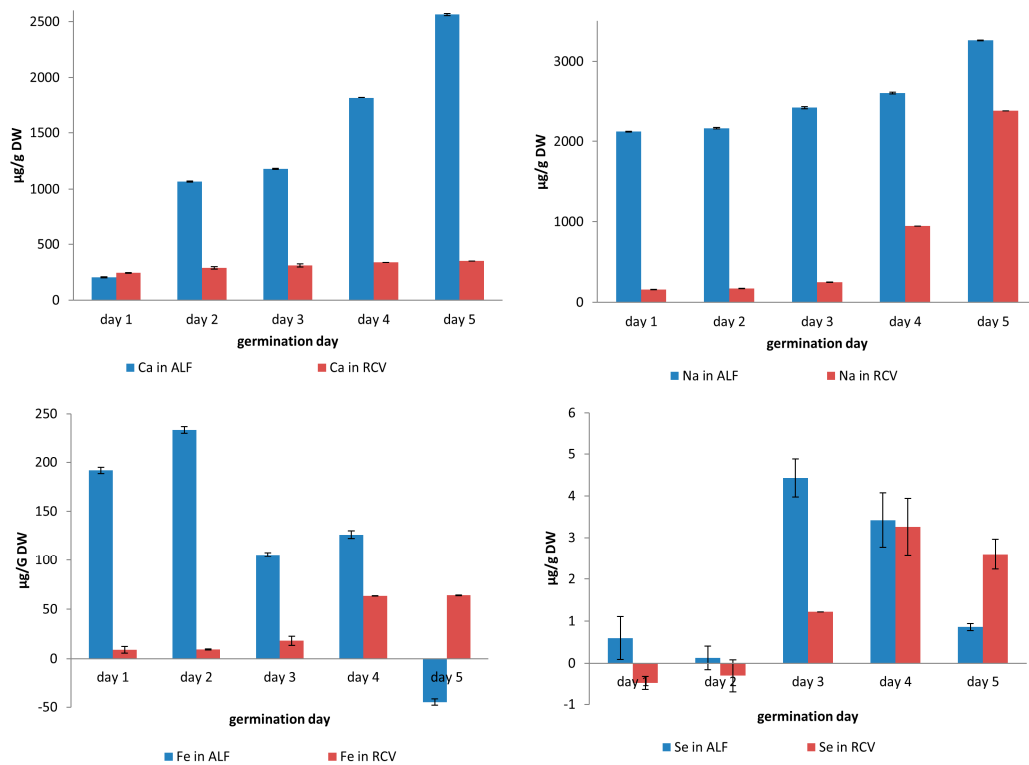 2500
2000
1500
1000
500
0
µg/g DW
day 1 day 2 day 3 day 4 day 5
germination day
Ca in ALF Ca in RCV
3000
2000
1000
0
µg/g DW
day 1 day 2 day 3 day 4 day 5
germination day
Na in ALF Na in RCV
250
200
150
100
50
0
-50
µg/G DW
day 1 day 2 day 3 day 4 day 5
germination day
Fe in ALF Fe in RCV
6
5
4
3
2
1
0
-1
µg/g DW
day 1 day 2 day 3 day 4 day 5
germination day
Se in ALF Se in RCV